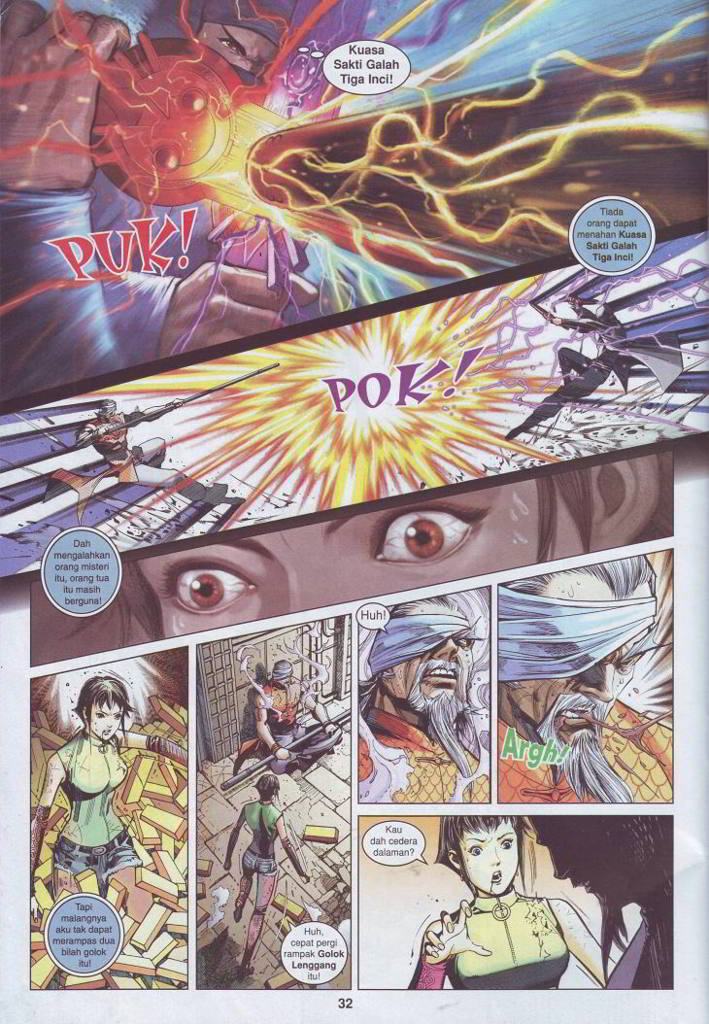 Kuasa
Sakti Galah
Tiga Inci!
PUK!
Tiada
orang dapat
menahan Kuasa
Sakti Galah
Tiga Inci!
POK!
Dah
mengalahkan
orang misteri
itu, orang tua
itu masih
berguna!
Tapi
malangnya
aku tak dapat
merampas dua
bilah golok
itu!
Huh,
cepat pergi
rampak Golok
Lenggang
itu!
Huh!
Argh!
Kau
dah cedera
dalaman?
32